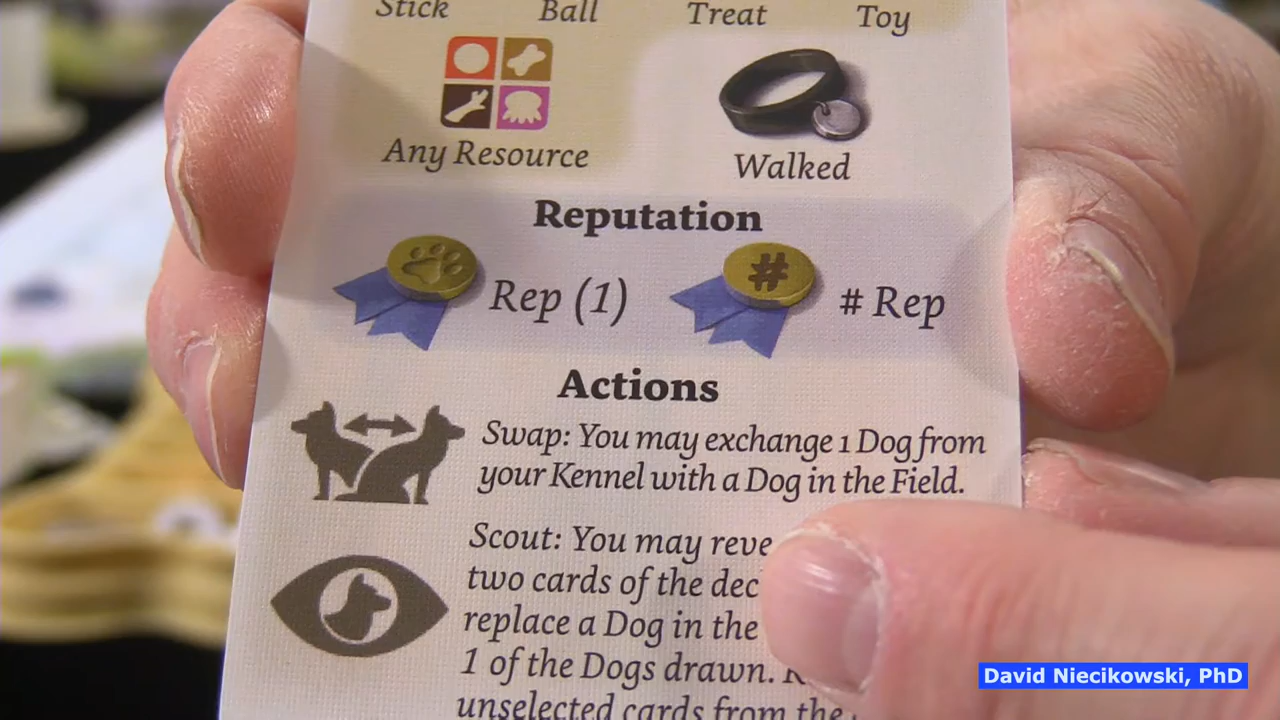 Stick Ball Treat Toy
Any Resource
Walked
Reputation
Rep (1) # Rep
Actions
Swap: You may exchange 1 Dog from
your Kennel with a Dog in the Field.
Scout: You may
two cards of the
replace a Dog in the
1 of the Dogs drawn.
unselected cards from the
David Niecikowski, PhD